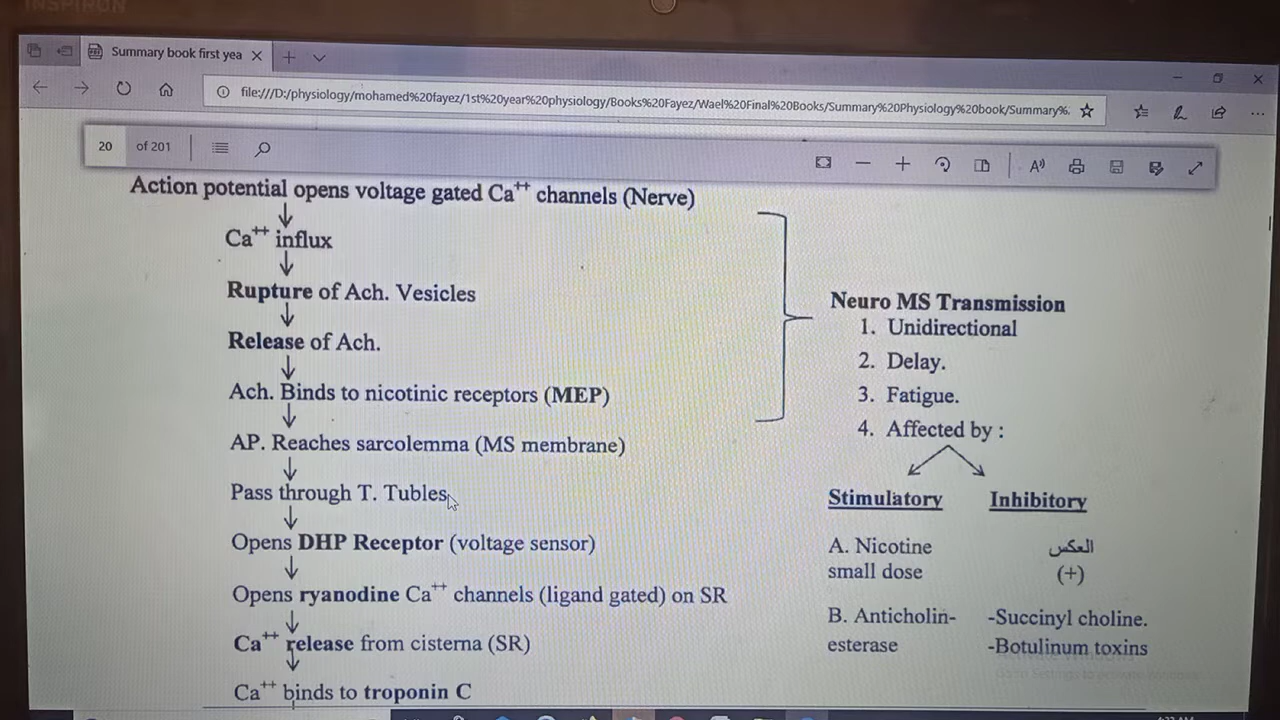 INSPIRON
Summary book first yea
file:///D:/physiology/mohamed%20fayez/1st%20year%20physiology/Books%20Fayez/Wael%20Final%20Books/Summary%20Physiology%20book/Summary%.
20 of 201
Action potential opens voltage gated Ca⁺⁺ channels (Nerve)
Ca⁺⁺ influx
Rupture of Ach. Vesicles
Release of Ach.
Ach. Binds to nicotinic receptors (MEP)
AP. Reaches sarcolemma (MS membrane)
Pass through T. Tubles
Opens DHP Receptor (voltage sensor)
Opens ryanodine Ca⁺⁺ channels (ligand gated) on SR
Ca⁺⁺ release from cisterna (SR)
Ca⁺⁺ binds to troponin C
Neuro MS Transmission
1. Unidirectional
2. Delay.
3. Fatigue.
4. Affected by :
Stimulatory
A. Nicotine
small dose
B. Anticholin-
esterase
Inhibitory
العكس
(+)
-Succinyl choline.
-Botulinum toxins